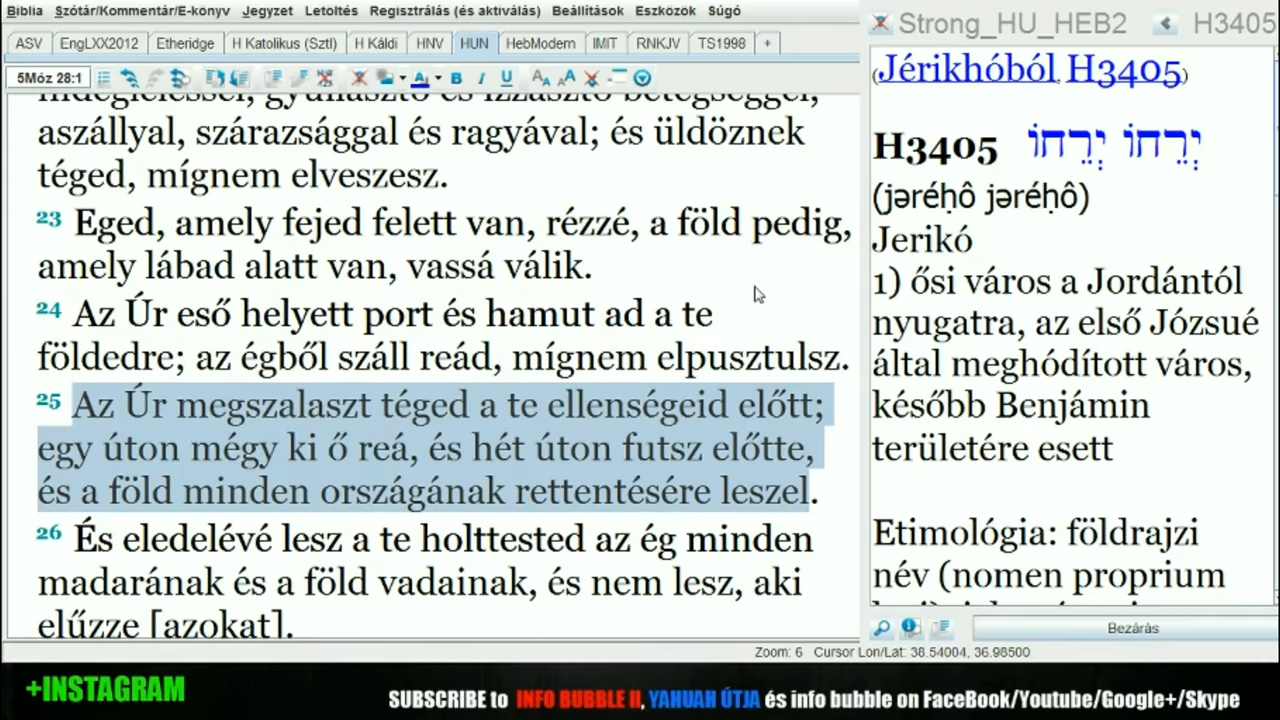 Biblia Szótár/Kommentár/E-könyv Jegyzet Letöltés Regisztrálás (és aktiválás) Beállítások Eszközök Súgó
ASV EngLXX2012 Etheridge H Katolikus (Sztl) H Káldi HNV HUN HebModern IMIT RNKJV TS1998 +
5Móz 28:1
aszállyal, szárazsággal és ragyával; és üldöznek
téged, mígnem elveszesz.
23 Eged, amely fejed felett van, rézzé, a föld pedig,
amely lábad alatt van, vassá válik.
24 Az Úr eső helyett port és hamut ad a te
földedre; az égből száll reád, mígnem elpusztulsz.
25 Az Úr megszalaszt téged a te ellenségeid előtt;
egy úton mégy ki ő reá, és hét úton futsz előtte,
és a föld minden országának rettentésére leszel.
26 És eledelévé lesz a te holttested az ég minden
madarának és a föld vadainak, és nem lesz, aki
elűzze [azokat].
Strong_HU_HEB2 H3405
(Jérikhóból, H3405)
H3405 יְרֵחוֹ יְרֵחוֹ
(jəréḥô jəréḥô)
Jerikó
1) ősi város a Jordántól
nyugatra, az első Józsué
által meghódított város,
később Benjámin
területére esett
Etimológia: földrajzi
név (nomen proprium
Bezárás
Zoom: 6 Cursor Lon/Lat: 38.54004, 36.98500
+INSTAGRAM
SUBSCRIBE to INFO BUBBLE II, YAHUAH ÚTJA és info bubble on FaceBook/Youtube/Google+/Skype